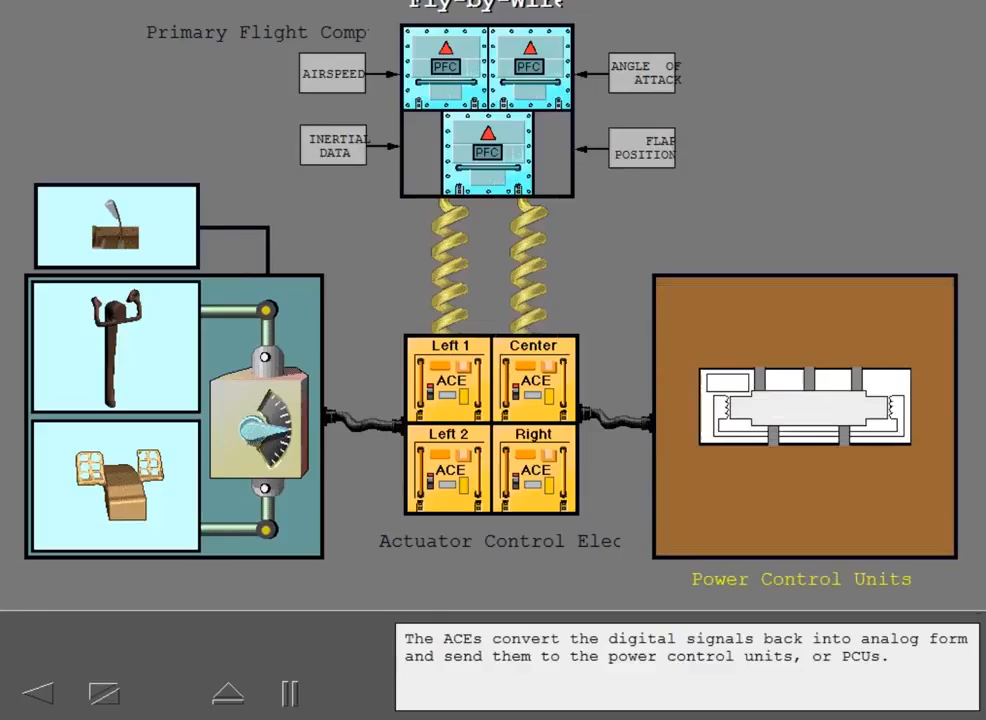 Fly-by-Wire
Primary Flight Comp
AIRSPEED
PFC
PFC
ANGLE OF
ATTACK
INERTIAL
DATA
PFC
FLAP
POSITION
Left 1
Center
ACE
ACE
Left 2
Right
ACE
ACE
Actuator Control Elec
Power Control Units
The ACEs convert the digital signals back into analog form
and send them to the power control units, or PCUs.